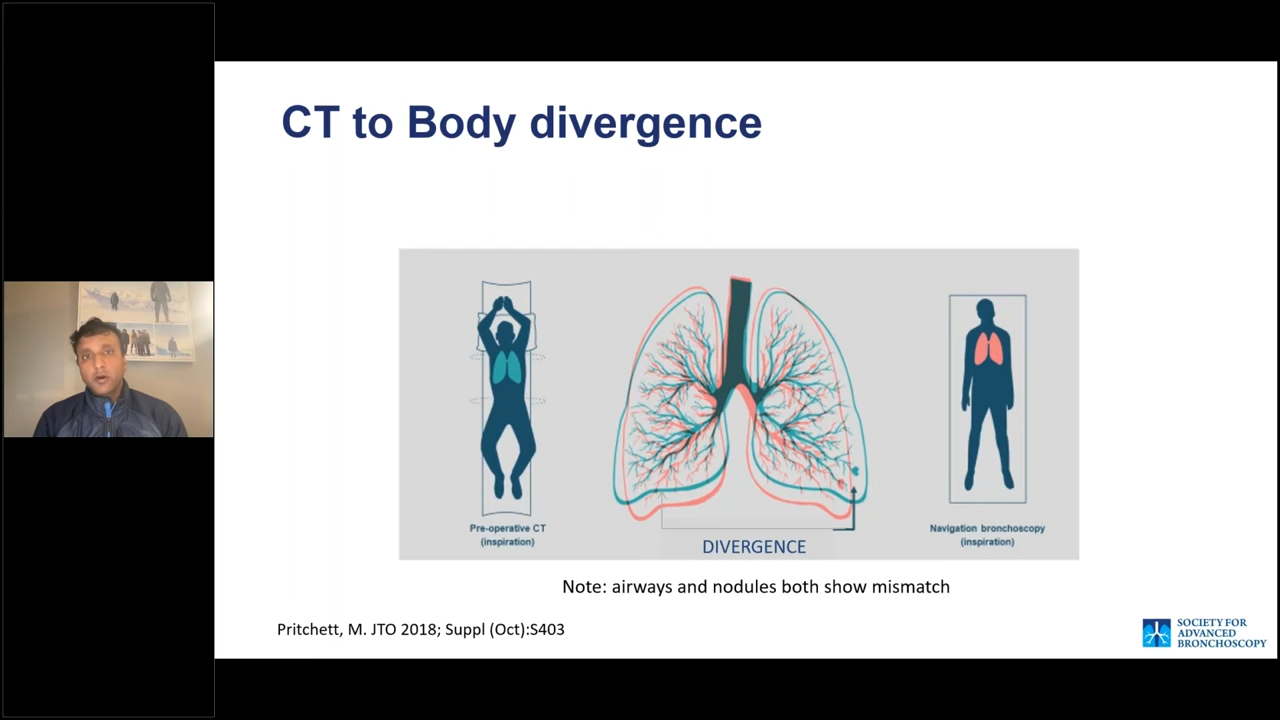 CT to Body divergence
Pre-operative CT
(inspiration)
DIVERGENCE
Navigation bronchoscopy
(inspiration)
Note: airways and nodules both show mismatch
Pritchett, M. JTO 2018; Suppl (Oct):S403
SOCIETY FOR
ADVANCED
BRONCHOSCOPY